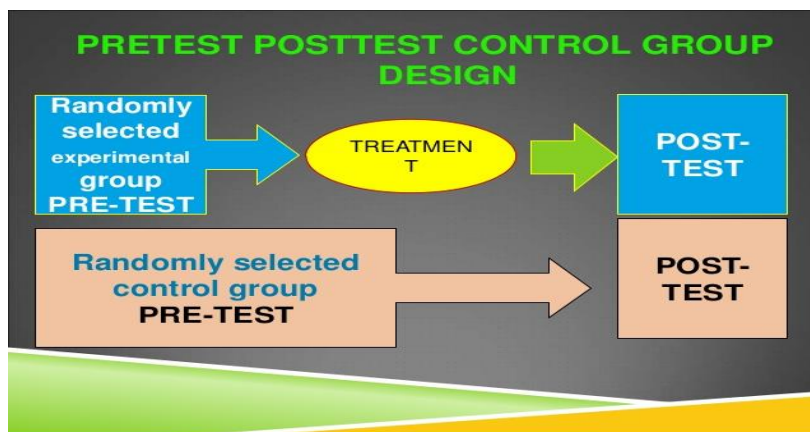 PRETEST POSTTEST CONTROL GROUP
DESIGN
Randomly
selected
experimental
group
PRE-TEST
TREATMEN
T
POST-
TEST
Randomly selected
control group
PRE-TEST
POST-
TEST